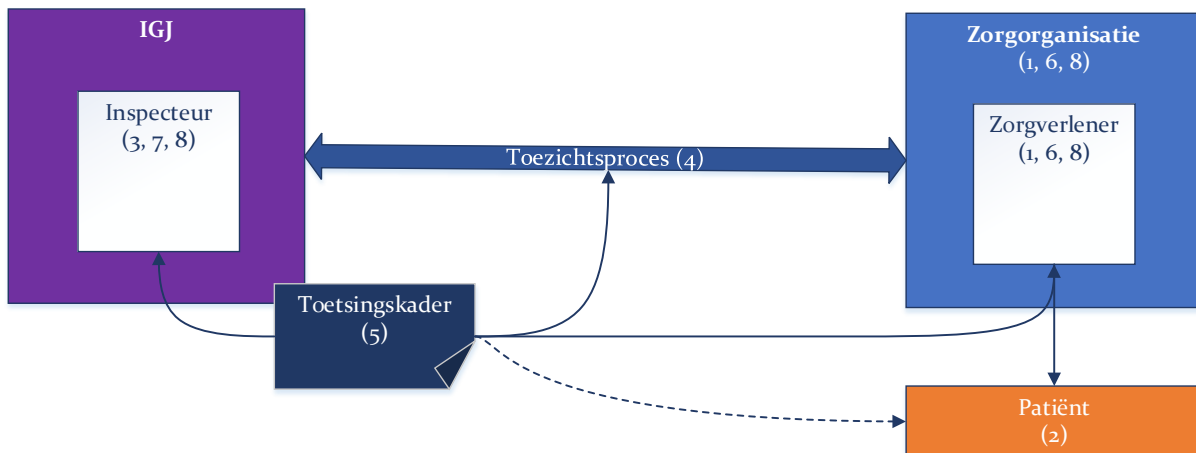 IGJ
Inspecteur
(3, 7, 8)
Toezichtsproces (4)
Zorgorganisatie
(1, 6, 8)
Zorgverlener
(1, 6, 8)
Toetsingskader
(5)
Patiënt
(2)